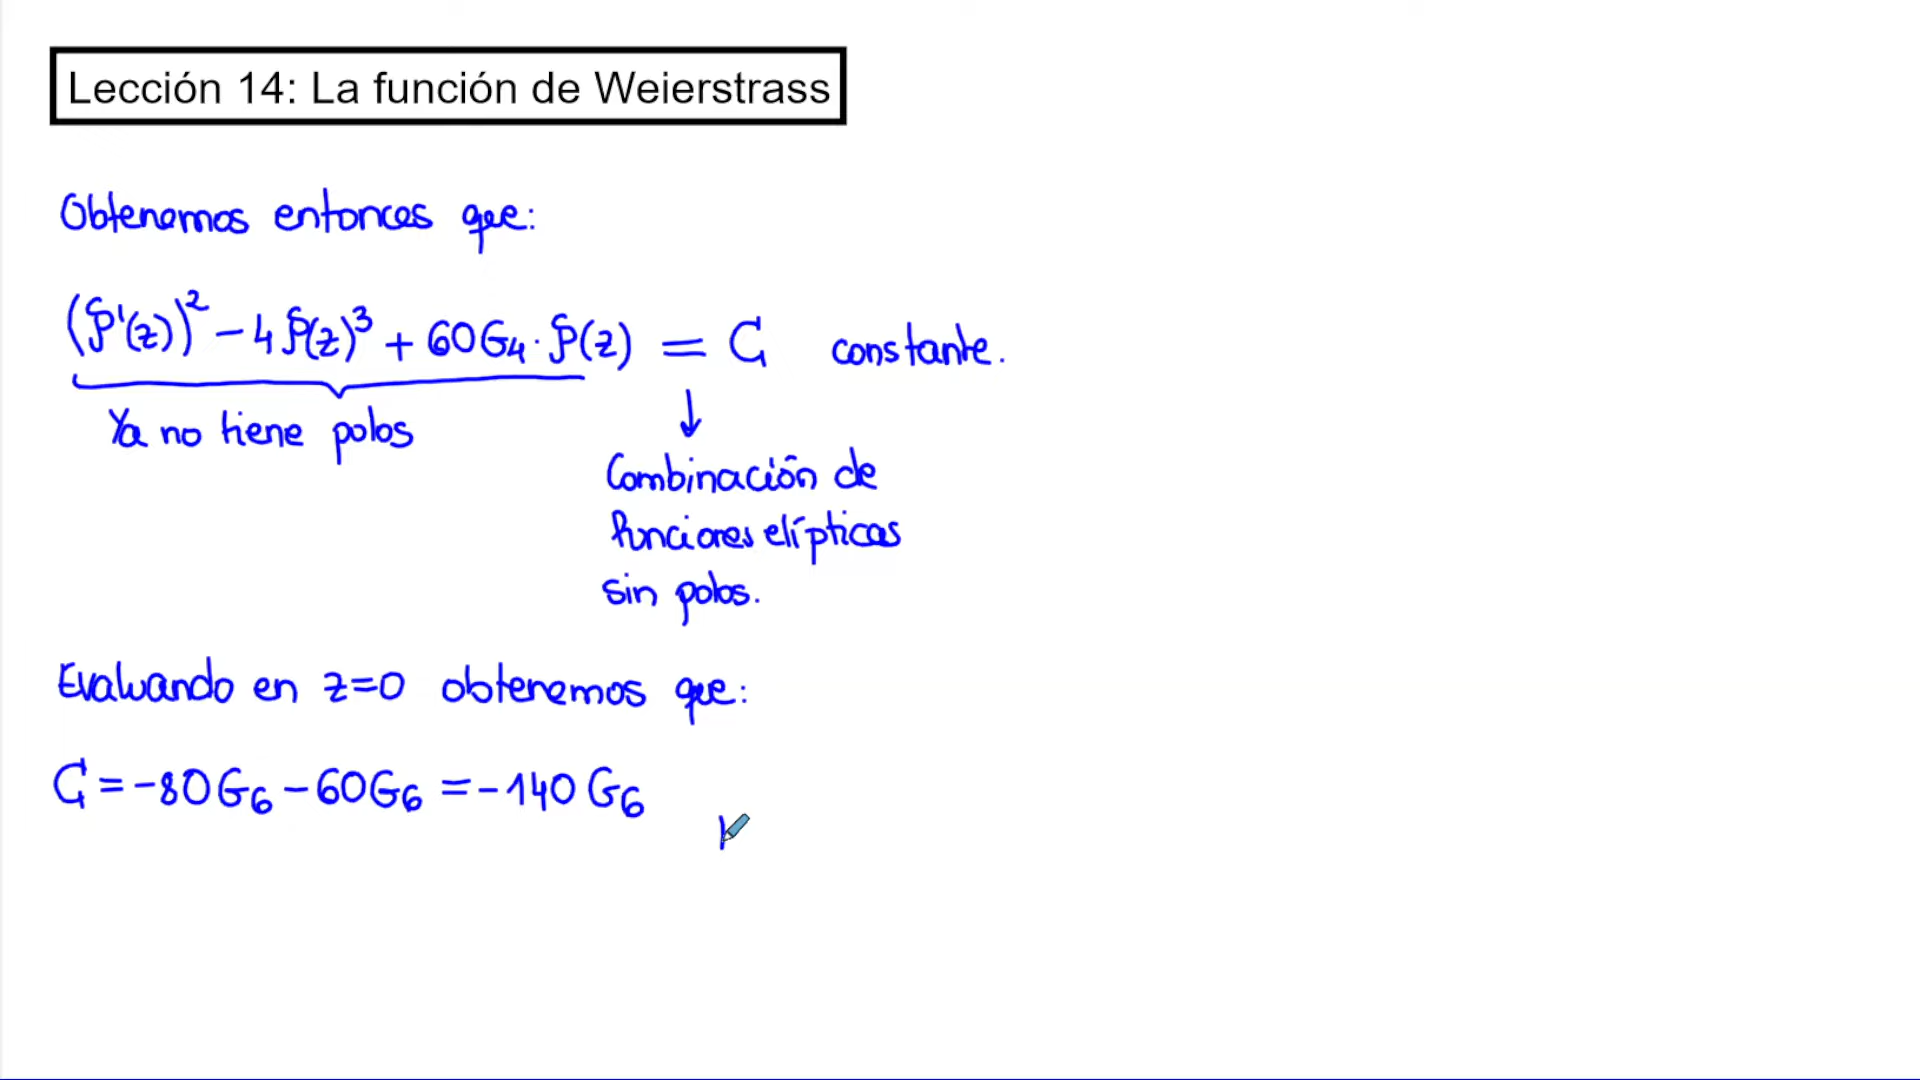 Lección 14: La función de Weierstrass
Obtenemos entonces que:
(℘'(z))² - 4℘(z)³ + 60G₄·℘(z) = C constante.
Ya no tiene polos
Combinación de
funciones elípticas
sin polos.
Evaluando en z=0 obtenemos que:
C = -80G₆ - 60G₆ = -140G₆